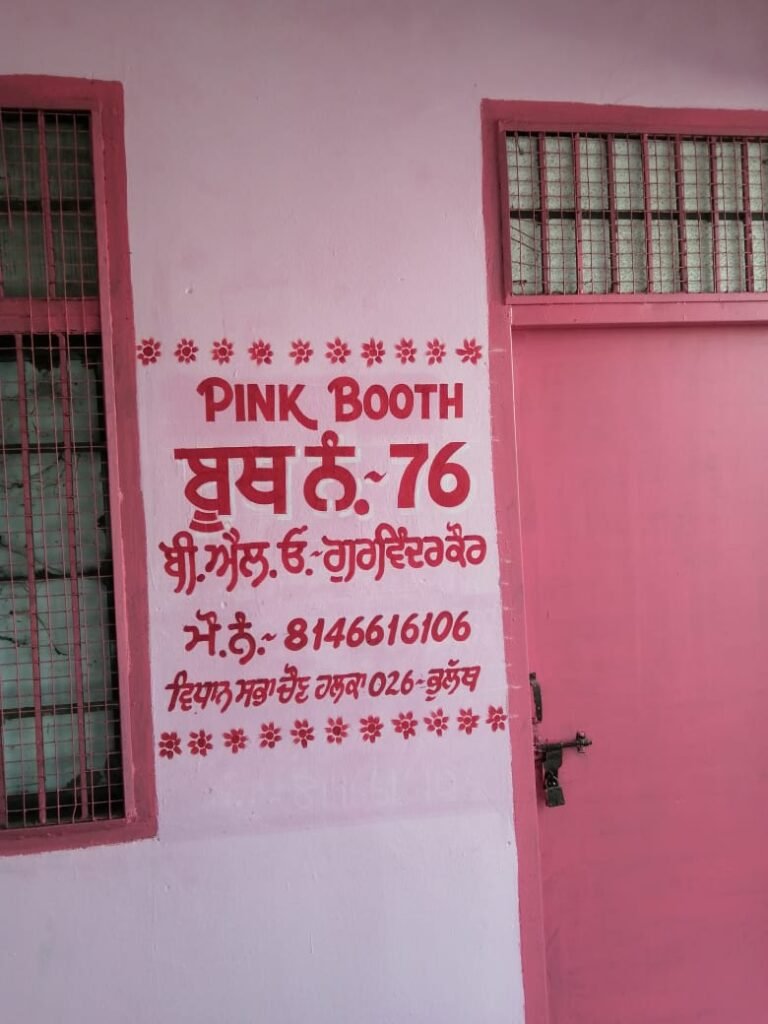 PINK BOOTH
ਬੂਥ ਨੰ.~76
ਬੀ.ਐਲ.ਓ.~ਗੁਰਵਿੰਦਰ ਕੌਰ
ਮੋ.ਨੰ.~ 8146616106
ਵਿਧਾਨ ਸਭਾ ਚੋਣ ਹਲਕਾ 026~ਭੁਲੱਥ